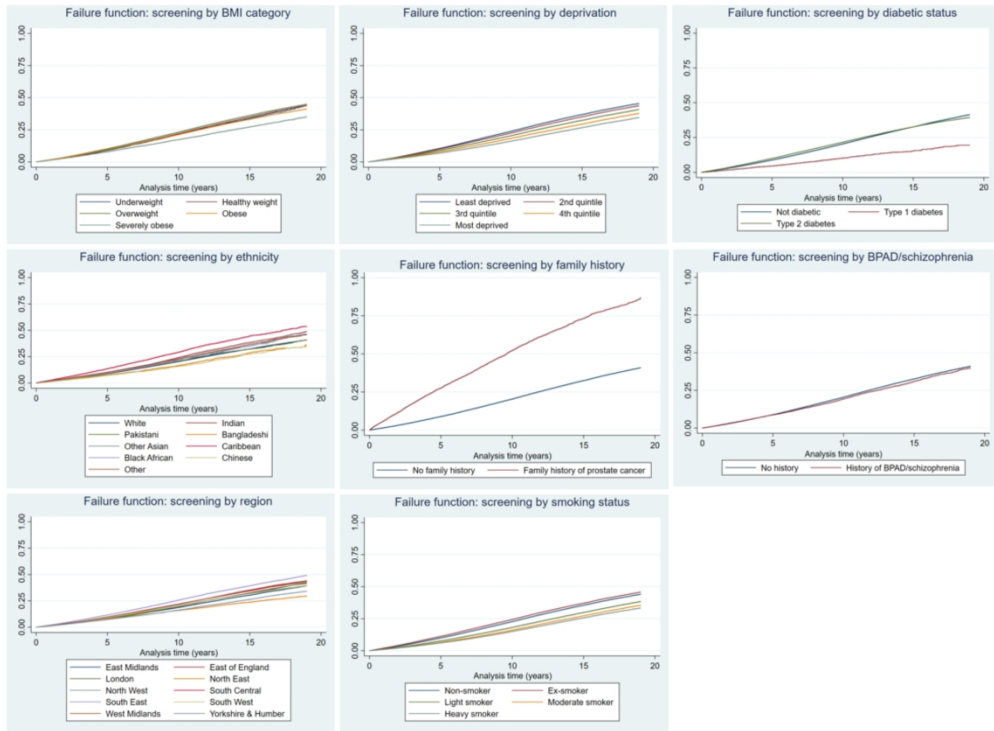 Failure function: screening by BMI category
1.00
0.75
0.50
0.25
0.00
0 5 10 15 20
Analysis time (years)
Underweight Healthy weight
Overweight Obese
Severely obese
Failure function: screening by deprivation
1.00
0.75
0.50
0.25
0.00
0 5 10 15 20
Analysis time (years)
Least deprived 2nd quintile
3rd quintile 4th quintile
Most deprived
Failure function: screening by diabetic status
1.00
0.75
0.50
0.25
0.00
0 5 10 15 20
Analysis time (years)
Not diabetic Type 1 diabetes
Type 2 diabetes
Failure function: screening by ethnicity
1.00
0.75
0.50
0.25
0.00
0 5 10 15 20
Analysis time (years)
White Indian
Pakistani Bangladeshi
Other Asian Caribbean
Black African Chinese
Other
Failure function: screening by family history
1.00
0.75
0.50
0.25
0.00
0 5 10 15 20
Analysis time (years)
No family history Family history of prostate cancer
Failure function: screening by BPAD/schizophrenia
1.00
0.75
0.50
0.25
0.00
0 5 10 15 20
Analysis time (years)
No history History of BPAD/schizophrenia
Failure function: screening by region
1.00
0.75
0.50
0.25
0.00
0 5 10 15 20
Analysis time (years)
East Midlands East of England
London North East
North West South Central
South East South West
West Midlands Yorkshire & Humber
Failure function: screening by smoking status
1.00
0.75
0.50
0.25
0.00
0 5 10 15 20
Analysis time (years)
Non-smoker Ex-smoker
Light smoker Moderate smoker
Heavy smoker